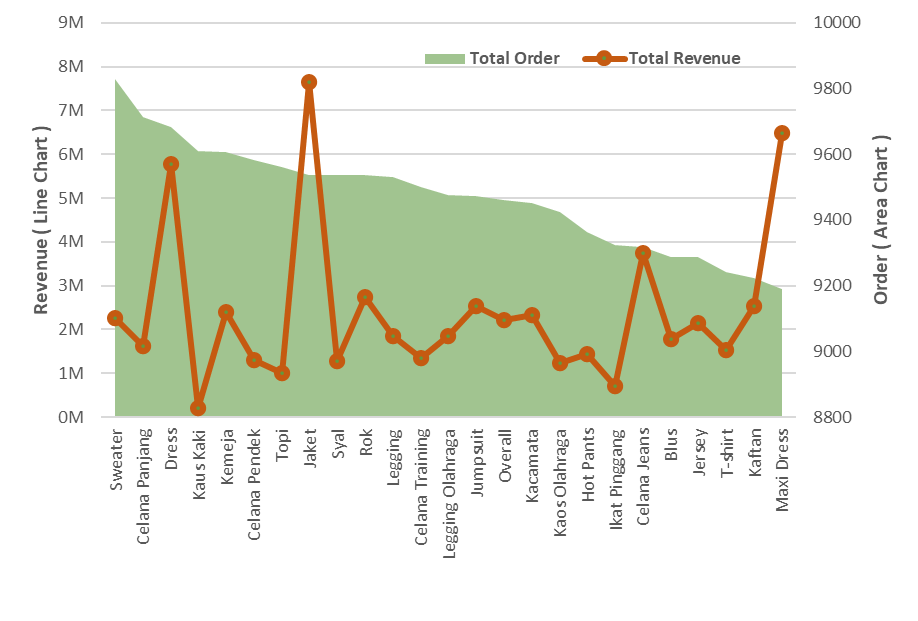 9M
8M
7M
6M
5M
4M
3M
2M
1M
0M
10000
9800
9600
9400
9200
9000
8800
Total Order
Total Revenue
Revenue ( Line Chart )
Order ( Area Chart )
Sweater
Celana Panjang
Dress
Kaus Kaki
Kemeja
Celana Pendek
Topi
Jaket
Syal
Rok
Legging
Celana Training
Legging Olahraga
Jumpsuit
Overall
Kacamata
Kaos Olahraga
Hot Pants
Ikat Pinggang
Celana Jeans
Blus
Jersey
T-shirt
Kaftan
Maxi Dress